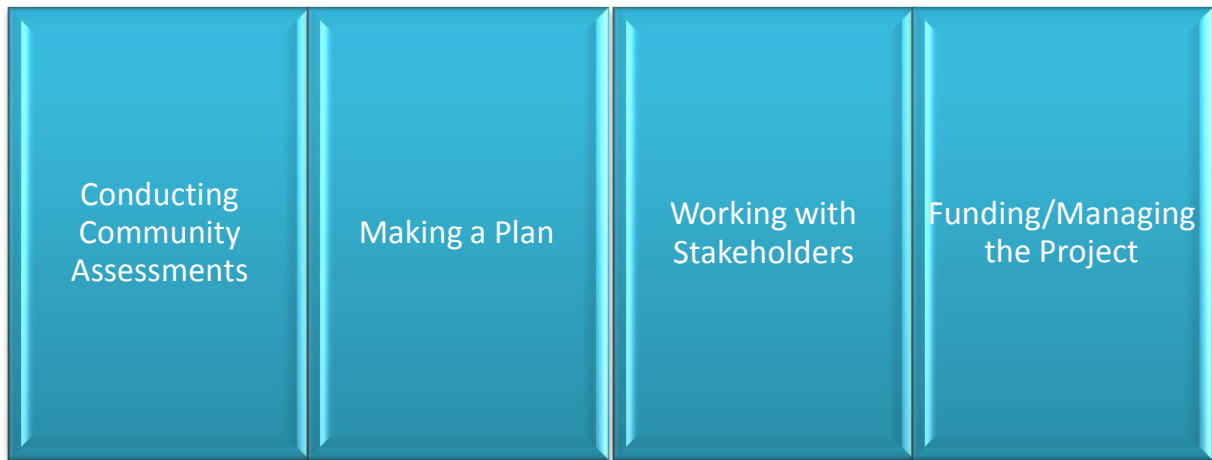 Conducting
Community
Assessments
Making a Plan
Working with
Stakeholders
Funding/Managing
the Project